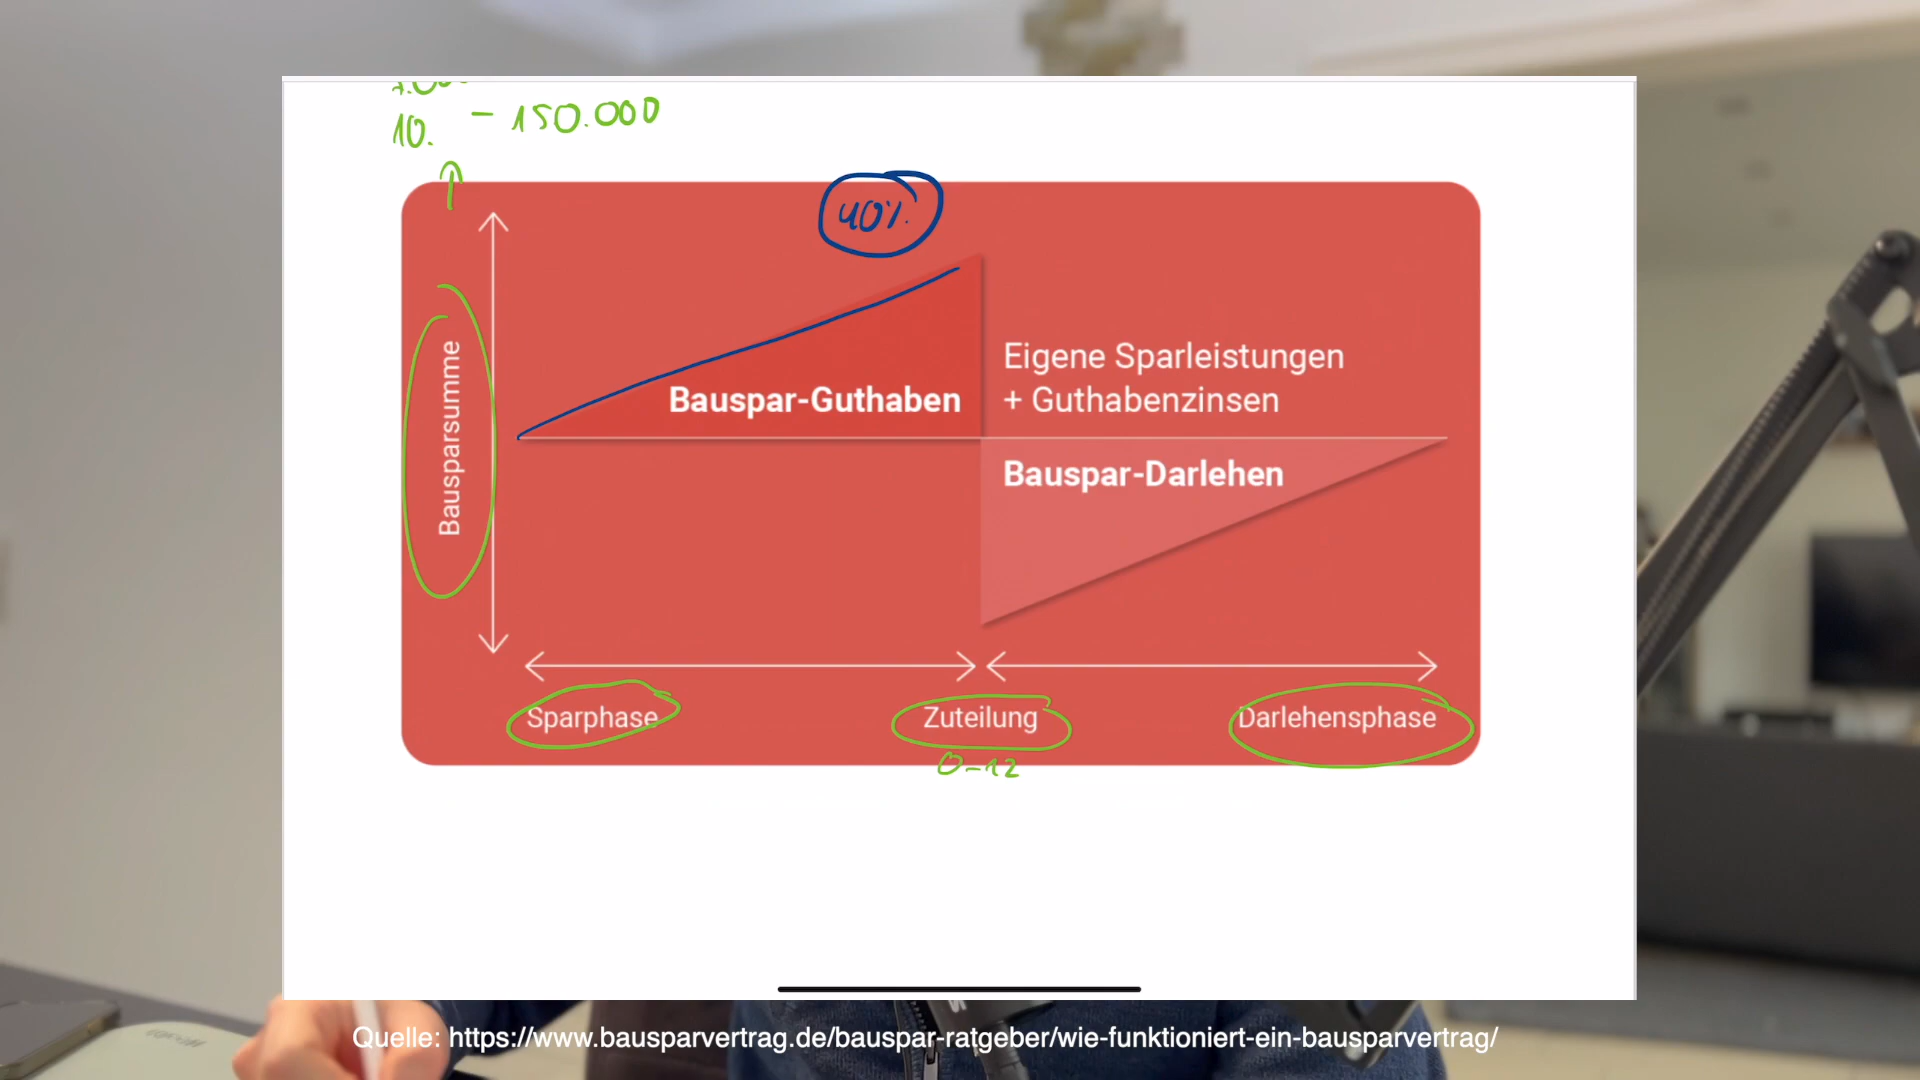 10. - 150.000
40%
Bausparsumme
Bauspar-Guthaben
Eigene Sparleistungen
+ Guthabenzinsen
Bauspar-Darlehen
Sparphase
Zuteilung
Darlehensphase
0-12
Quelle: https://www.bausparvertrag.de/bauspar-ratgeber/wie-funktioniert-ein-bausparvertrag/